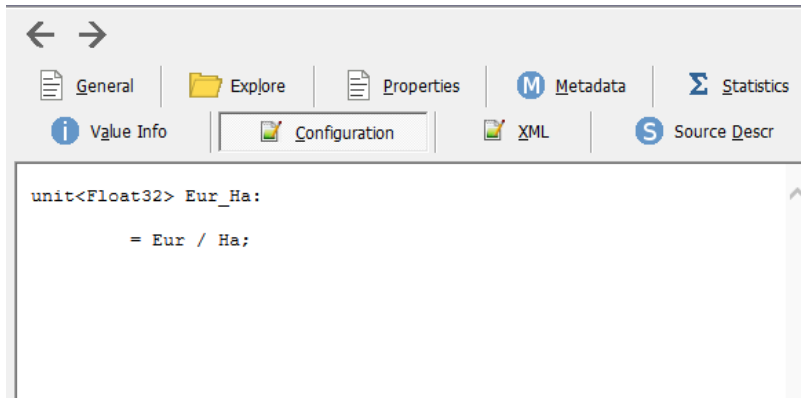 General
Explore
Properties
M Metadata
Σ Statistics
i Value Info
Configuration
XML
S Source Descr
unit<Float32> Eur_Ha:
= Eur / Ha;